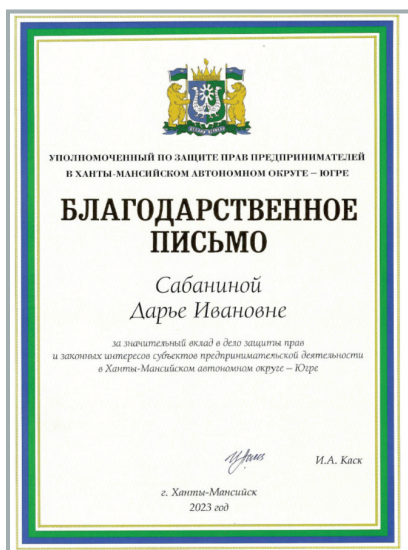 УПОЛНОМОЧЕННЫЙ ПО ЗАЩИТЕ ПРАВ ПРЕДПРИНИМАТЕЛЕЙ
В ХАНТЫ-МАНСИЙСКОМ АВТОНОМНОМ ОКРУГЕ – ЮГРЕ
БЛАГОДАРСТВЕННОЕ
ПИСЬМО
Сабаниной
Дарье Ивановне
за значительный вклад в дело защиты прав
и законных интересов субъектов предпринимательской деятельности
в Ханты-Мансийском автономном округе – Югре
И.А. Каск
г. Ханты-Мансийск
2023 год